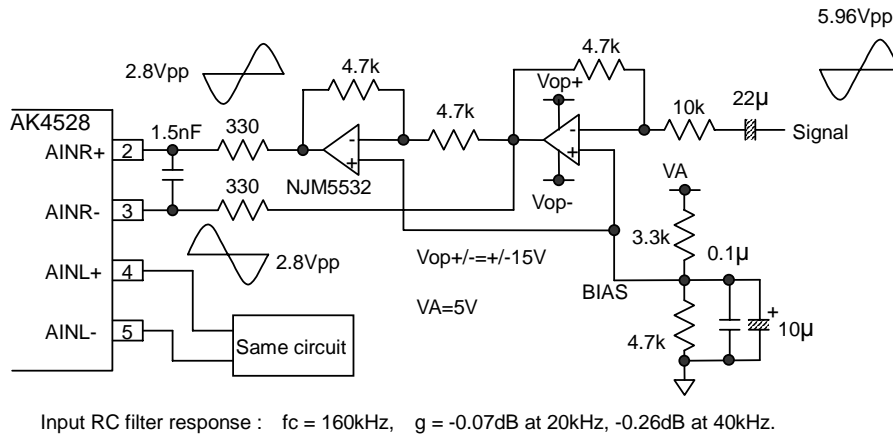 5.96Vpp
2.8Vpp
4.7k
4.7k
Vop+
4.7k
10k
22µ
Signal
AK4528
1.5nF
330
AINR+
2
-
+
-
+
NJM5532
330
Vop-
VA
AINR-
3
3.3k
0.1µ
2.8Vpp
Vop+/-=+/-15V
AINL+
4
BIAS
VA=5V
+
10µ
4.7k
AINL-
5
Same circuit
Input RC filter response : fc = 160kHz, g = -0.07dB at 20kHz, -0.26dB at 40kHz.